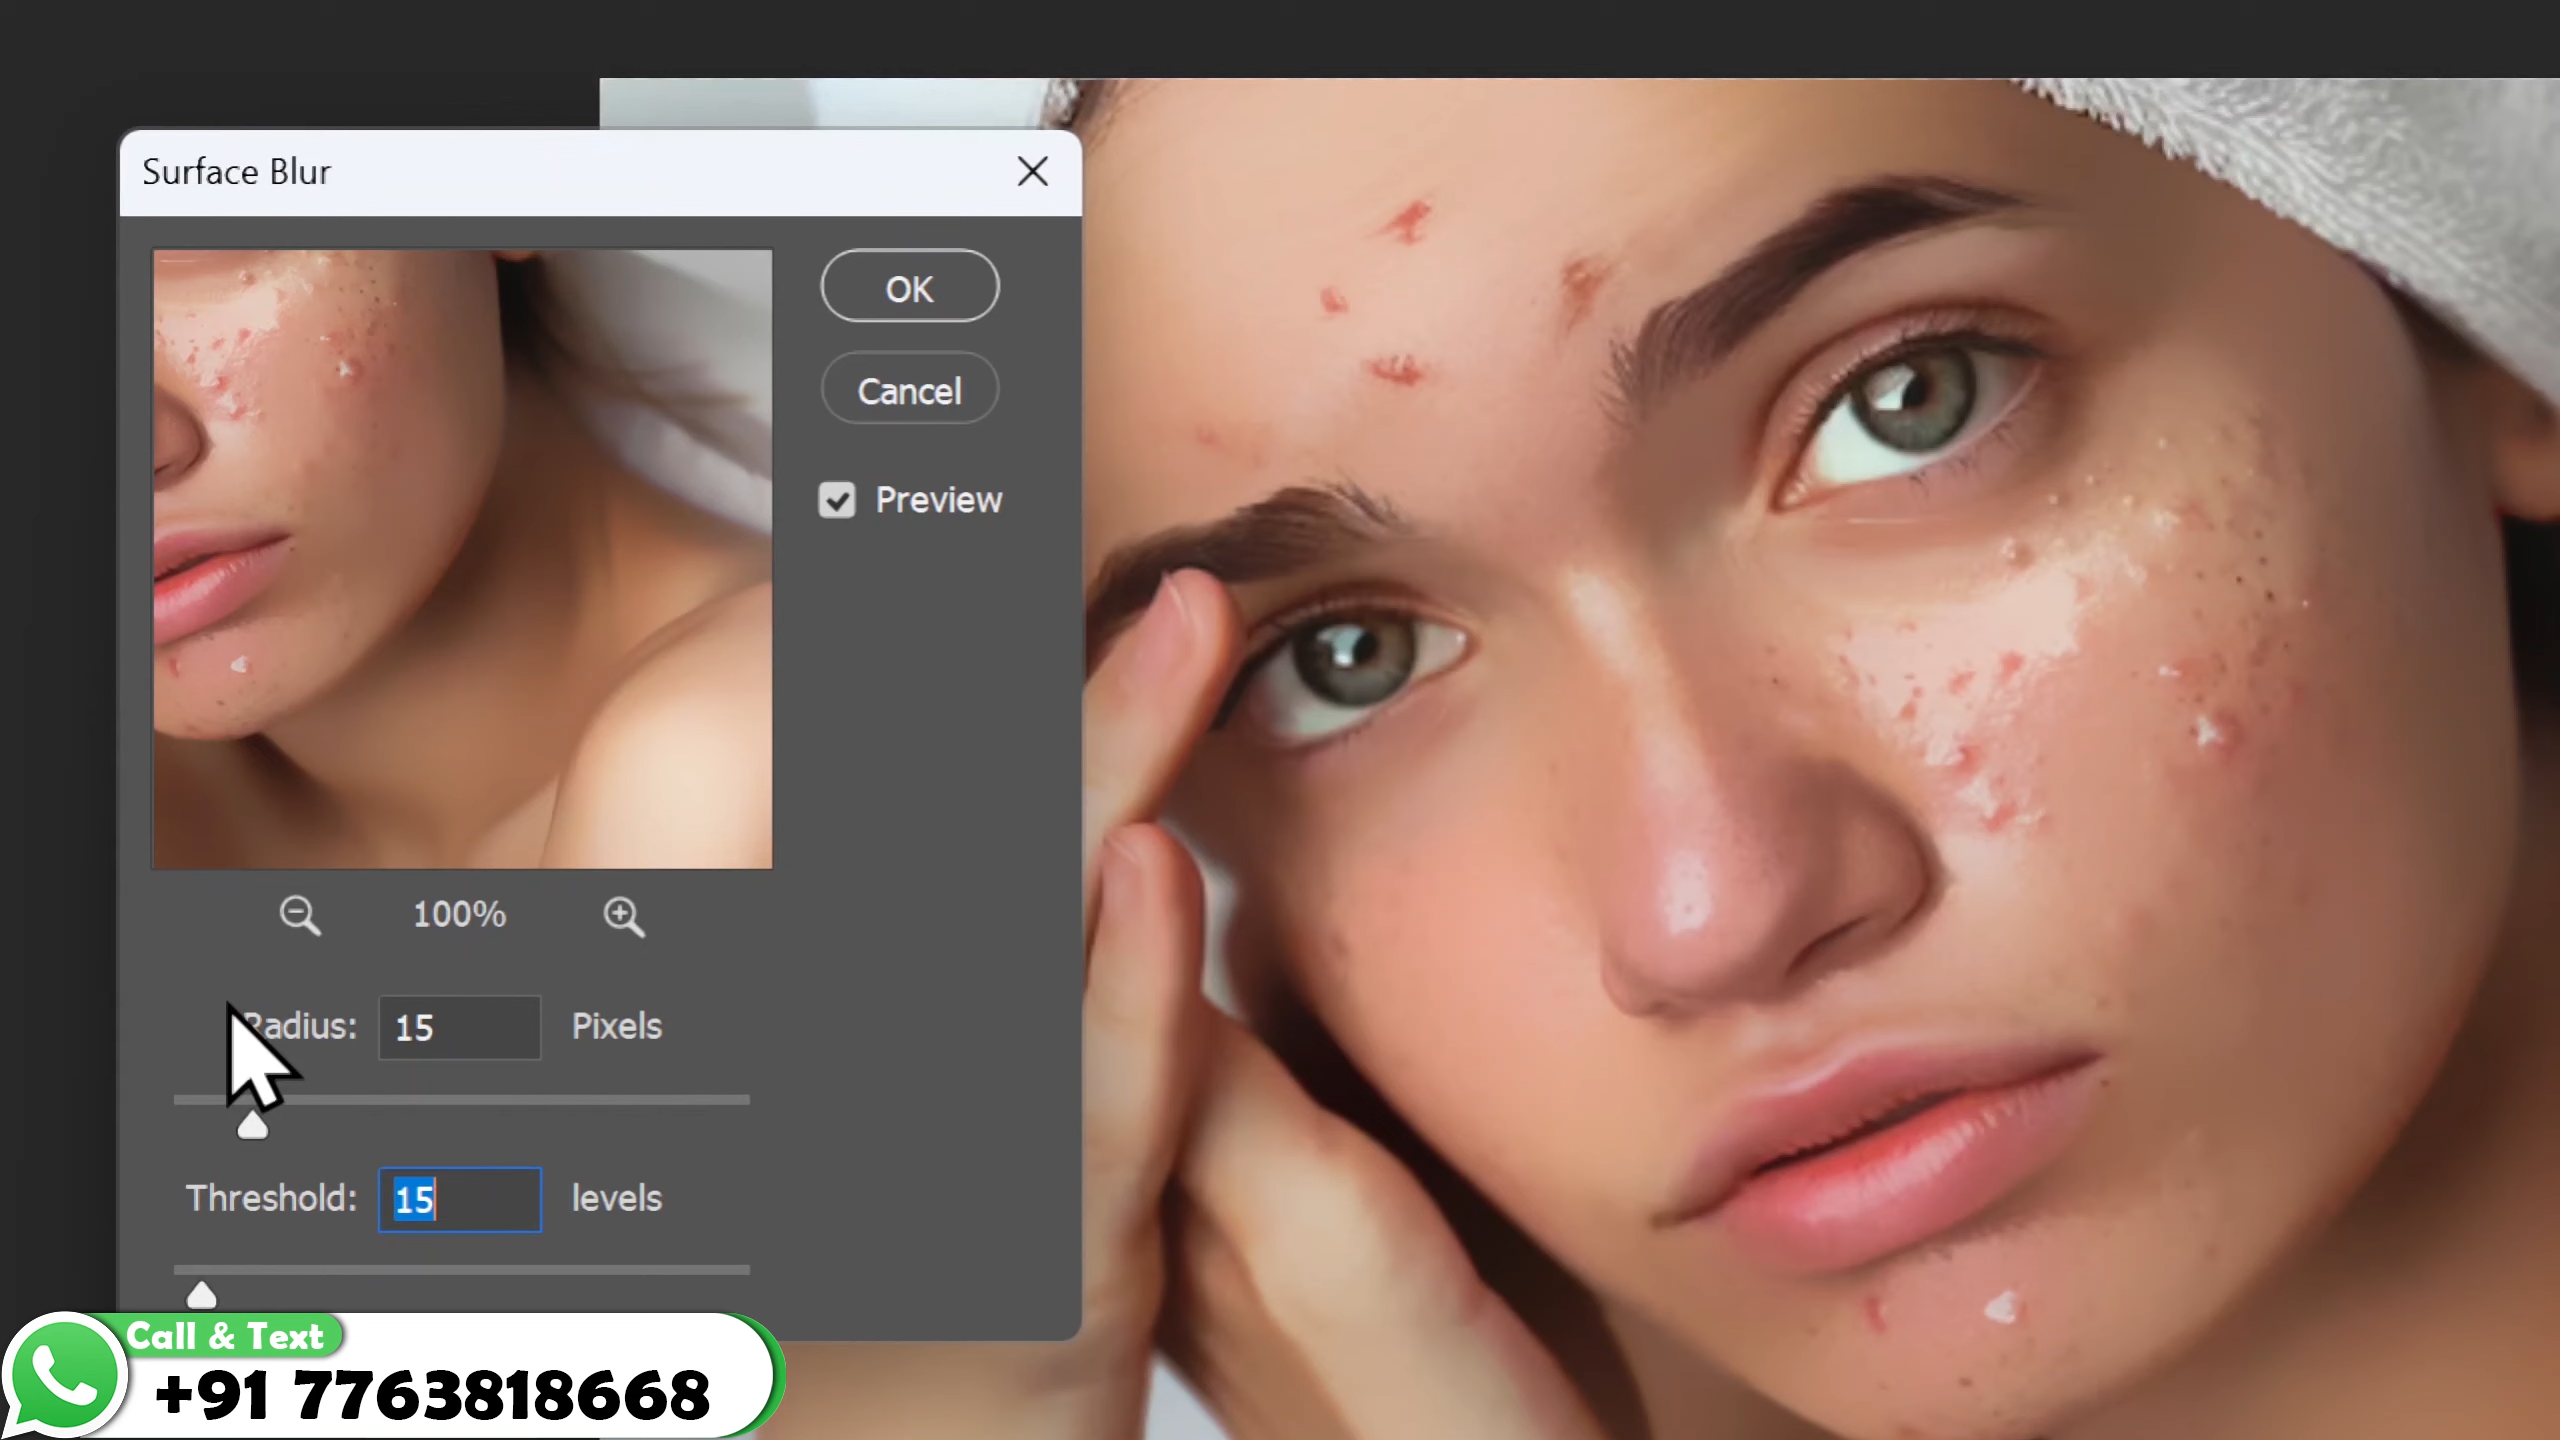 Surface Blur
OK
Cancel
Preview
100%
Radius: 15 Pixels
Threshold: 15 levels
Call & Text
+91 7763818668